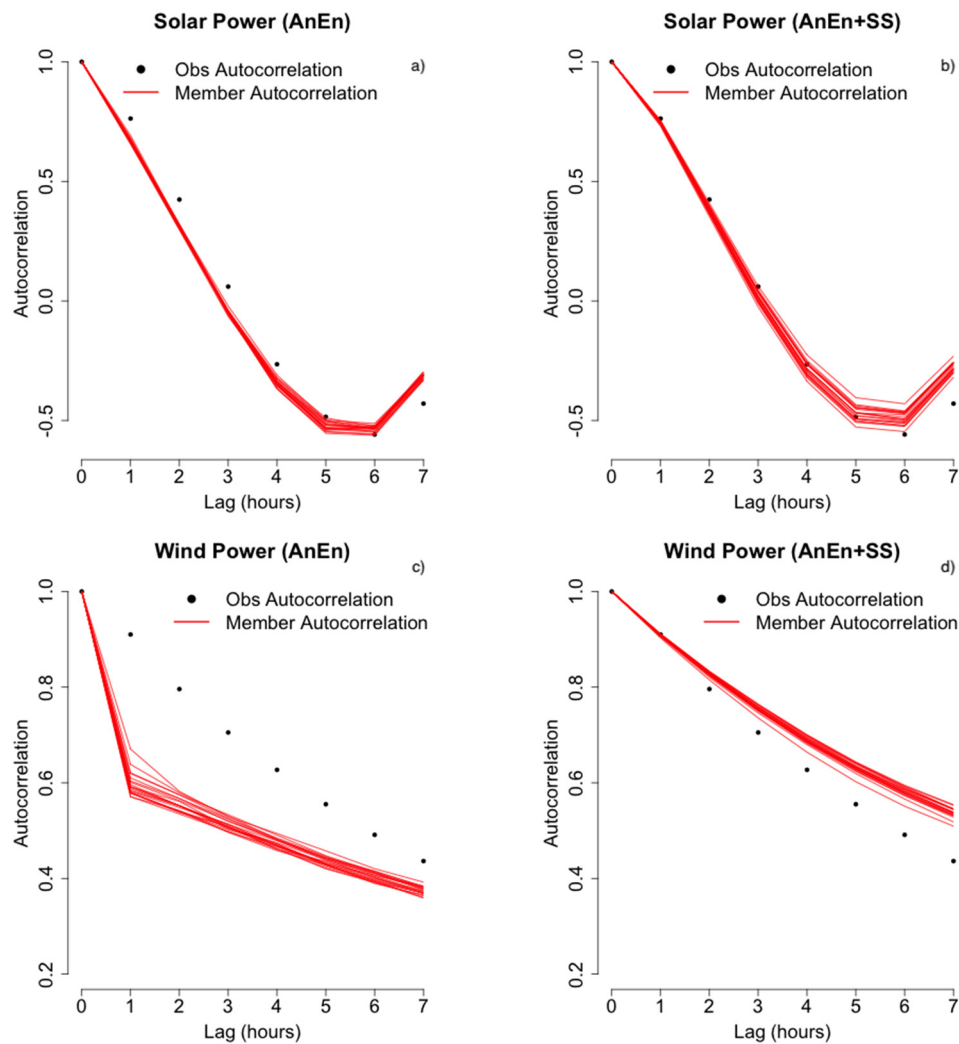 Solar Power (AnEn)
a)
Obs Autocorrelation
Member Autocorrelation
1.0
0.5
0.0
-0.5
Autocorrelation
0 1 2 3 4 5 6 7
Lag (hours)
Solar Power (AnEn+SS)
b)
Obs Autocorrelation
Member Autocorrelation
1.0
0.5
0.0
-0.5
Autocorrelation
0 1 2 3 4 5 6 7
Lag (hours)
Wind Power (AnEn)
c)
Obs Autocorrelation
Member Autocorrelation
1.0
0.8
0.6
0.4
0.2
Autocorrelation
0 1 2 3 4 5 6 7
Lag (hours)
Wind Power (AnEn+SS)
d)
Obs Autocorrelation
Member Autocorrelation
1.0
0.8
0.6
0.4
0.2
Autocorrelation
0 1 2 3 4 5 6 7
Lag (hours)